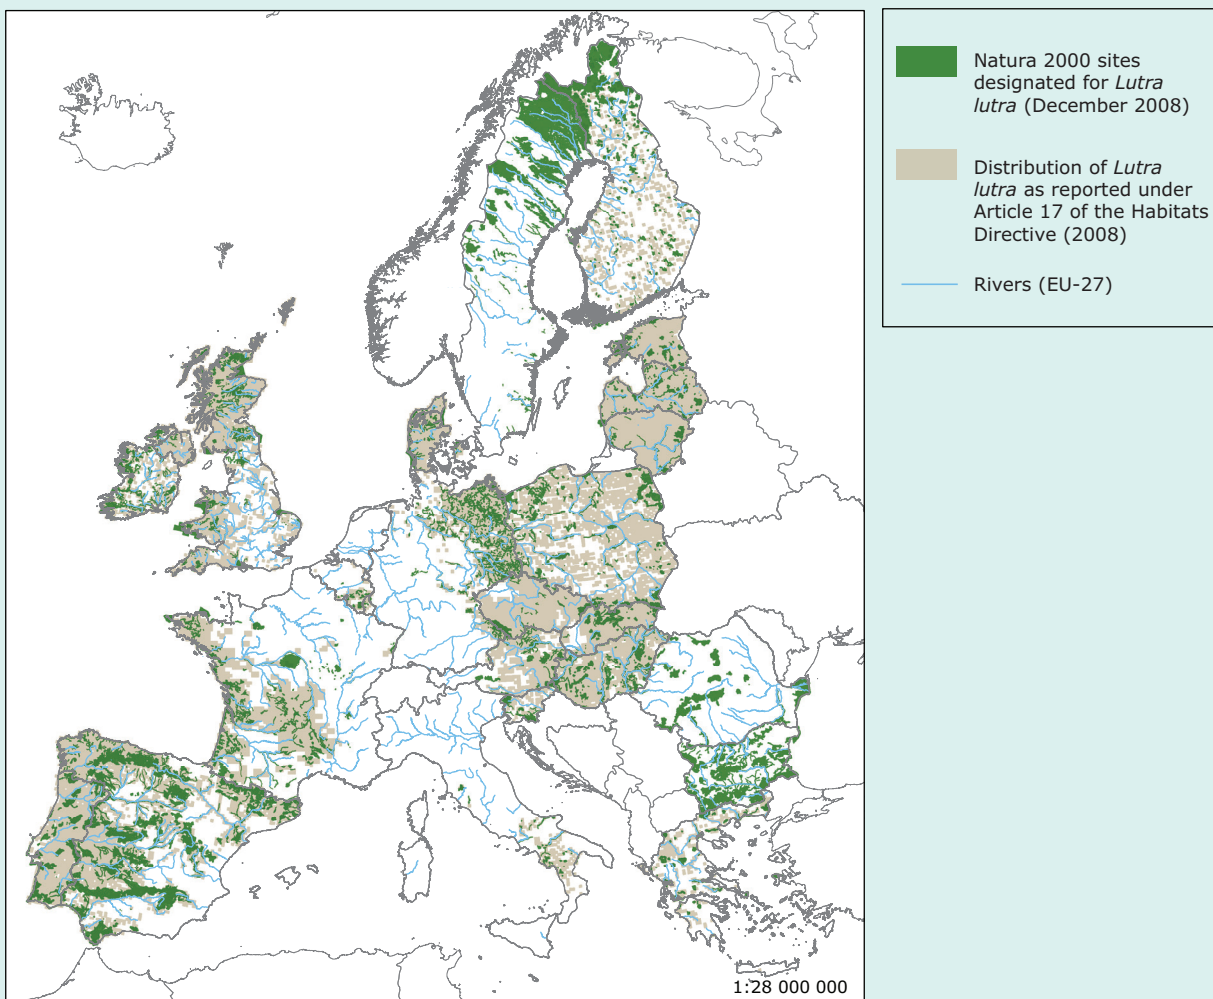 Natura 2000 sites
designated for Lutra
lutra (December 2008)
Distribution of Lutra
lutra as reported under
Article 17 of the Habitats
Directive (2008)
Rivers (EU-27)
1:28 000 000